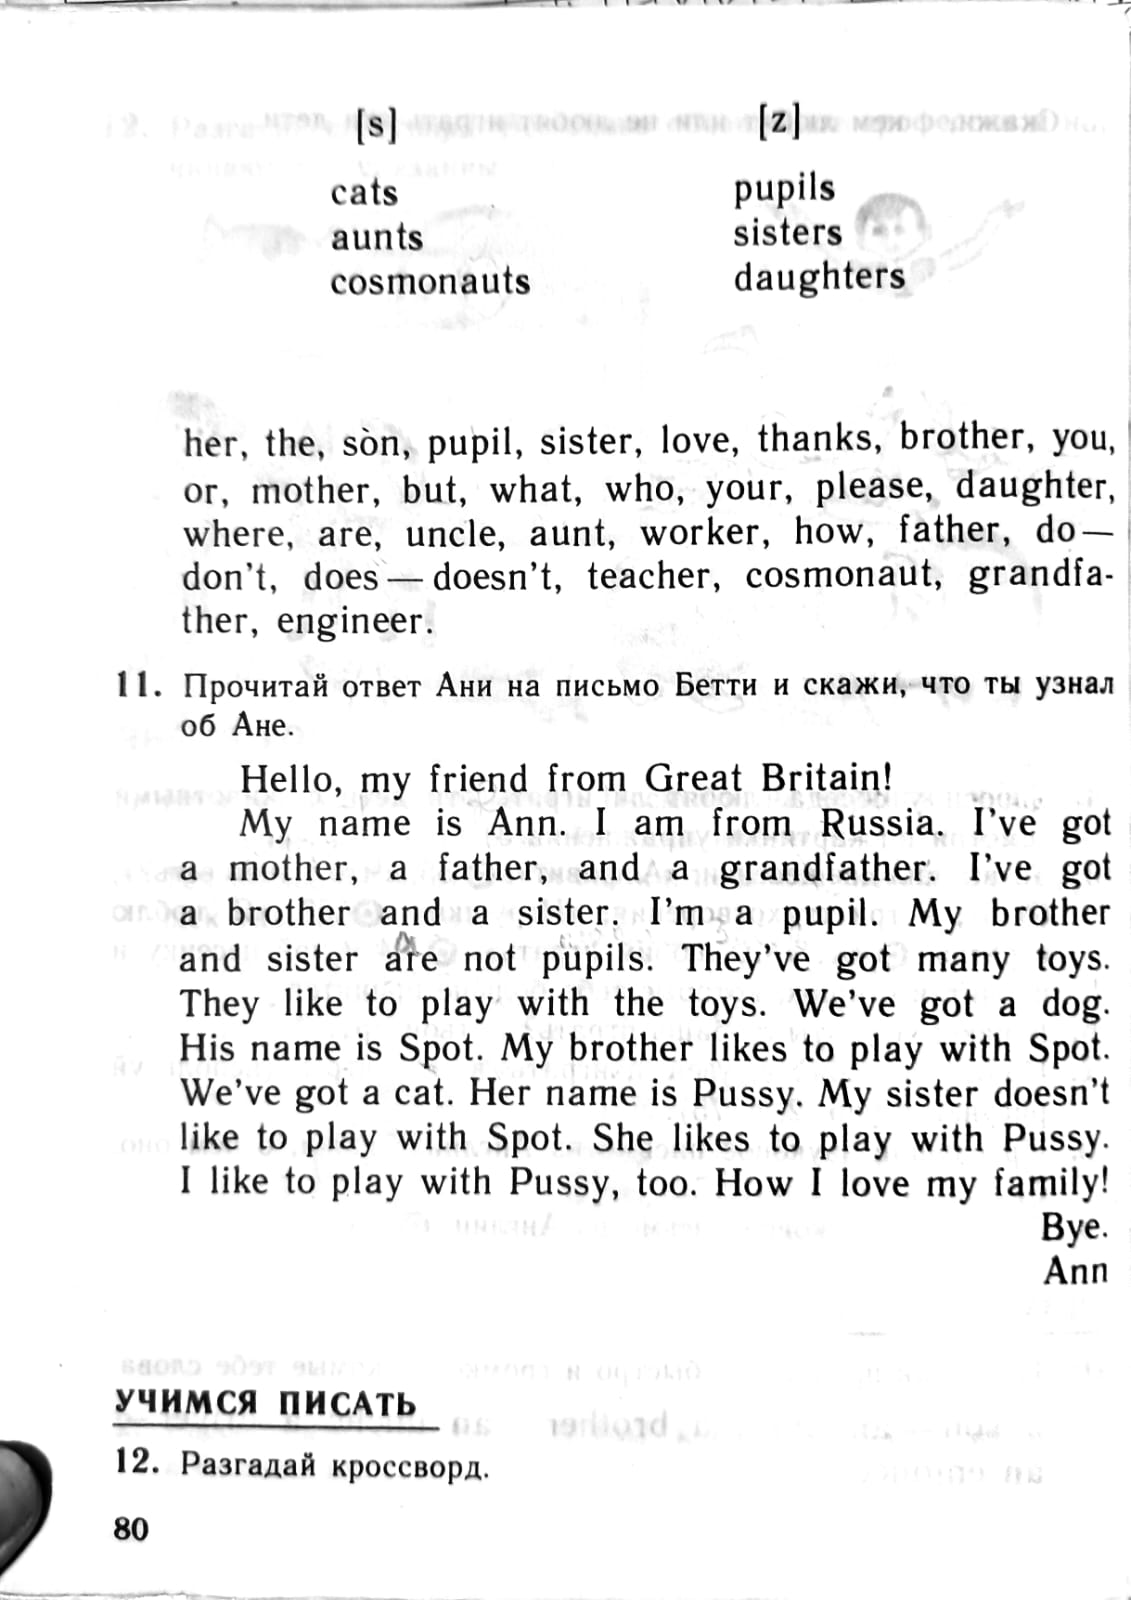 [s] [z]
cats pupils
aunts sisters
cosmonauts daughters
her, the, son, pupil, sister, love, thanks, brother, you,
or, mother, but, what, who, your, please, daughter,
where, are, uncle, aunt, worker, how, father, do —
don't, does — doesn't, teacher, cosmonaut, grandfa-
ther, engineer.
11. Прочитай ответ Ани на письмо Бетти и скажи, что ты узнал
об Ане.
Hello, my friend from Great Britain!
My name is Ann. I am from Russia. I've got
a mother, a father, and a grandfather. I've got
a brother and a sister. I'm a pupil. My brother
and sister are not pupils. They've got many toys.
They like to play with the toys. We've got a dog.
His name is Spot. My brother likes to play with Spot.
We've got a cat. Her name is Pussy. My sister doesn't
like to play with Spot. She likes to play with Pussy.
I like to play with Pussy, too. How I love my family!
Bye.
Ann
УЧИМСЯ ПИСАТЬ
12. Разгадай кроссворд.
80